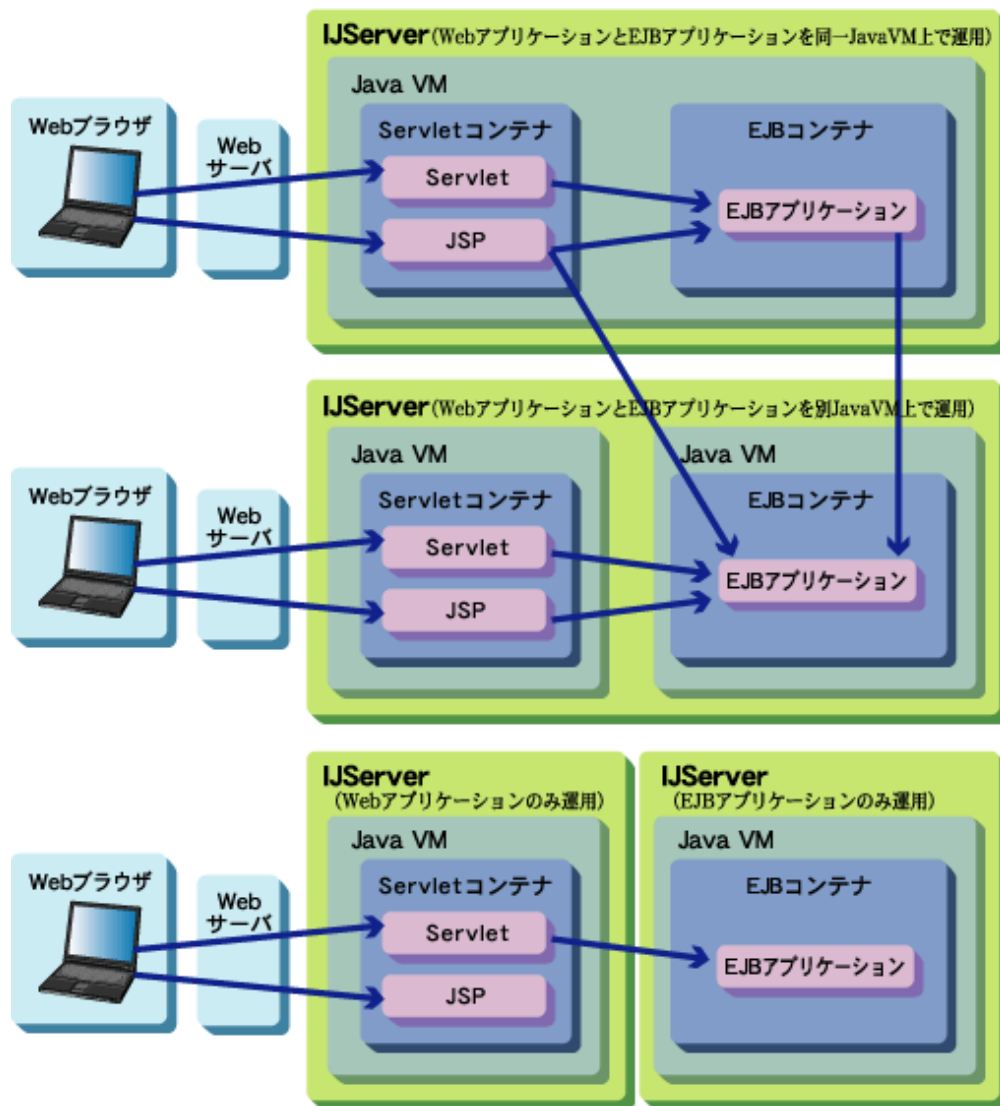 IJServer(WebアプリケーションとEJBアプリケーションを同一JavaVM上で運用)
Java VM
Webブラウザ
Web
サーバ
Servletコンテナ
Servlet
JSP
EJBコンテナ
EJBアプリケーション
IJServer(WebアプリケーションとEJBアプリケーションを別JavaVM上で運用)
Java VM
Java VM
Webブラウザ
Web
サーバ
Servletコンテナ
Servlet
JSP
EJBコンテナ
EJBアプリケーション
IJServer
(Webアプリケーションのみ運用)
IJServer
(EJBアプリケーションのみ運用)
Java VM
Java VM
Webブラウザ
Web
サーバ
Servletコンテナ
Servlet
JSP
EJBコンテナ
EJBアプリケーション